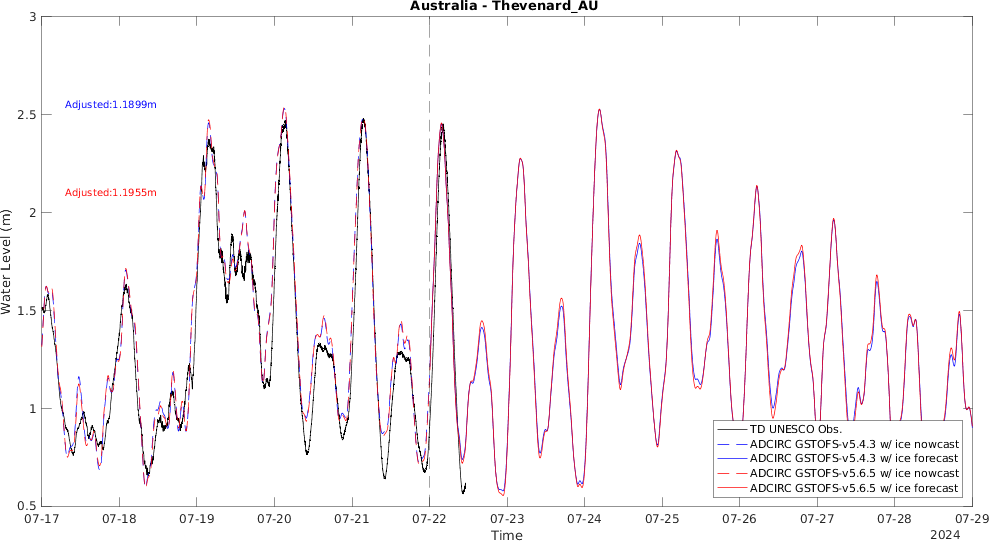 Australia - Thevenard_AU
3
2.5
2
1.5
1
0.5
Water Level (m)
Adjusted:1.1899m
Adjusted:1.1955m
TD UNESCO Obs.
ADCIRC GSTOFS-v5.4.3 w/ ice nowcast
ADCIRC GSTOFS-v5.4.3 w/ ice forecast
ADCIRC GSTOFS-v5.6.5 w/ ice nowcast
ADCIRC GSTOFS-v5.6.5 w/ ice forecast
07-17 07-18 07-19 07-20 07-21 07-22 07-23 07-24 07-25 07-26 07-27 07-28 07-29
Time
2024